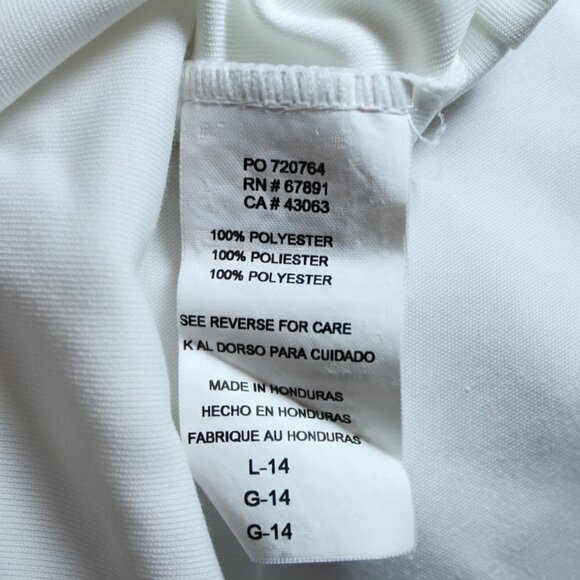 PO 720764
RN # 67891
CA # 43063
100% POLYESTER
100% POLIESTER
100% POLYESTER
SEE REVERSE FOR CARE
K AL DORSO PARA CUIDADO
MADE IN HONDURAS
HECHO EN HONDURAS
FABRIQUE AU HONDURAS
L-14
G-14
G-14